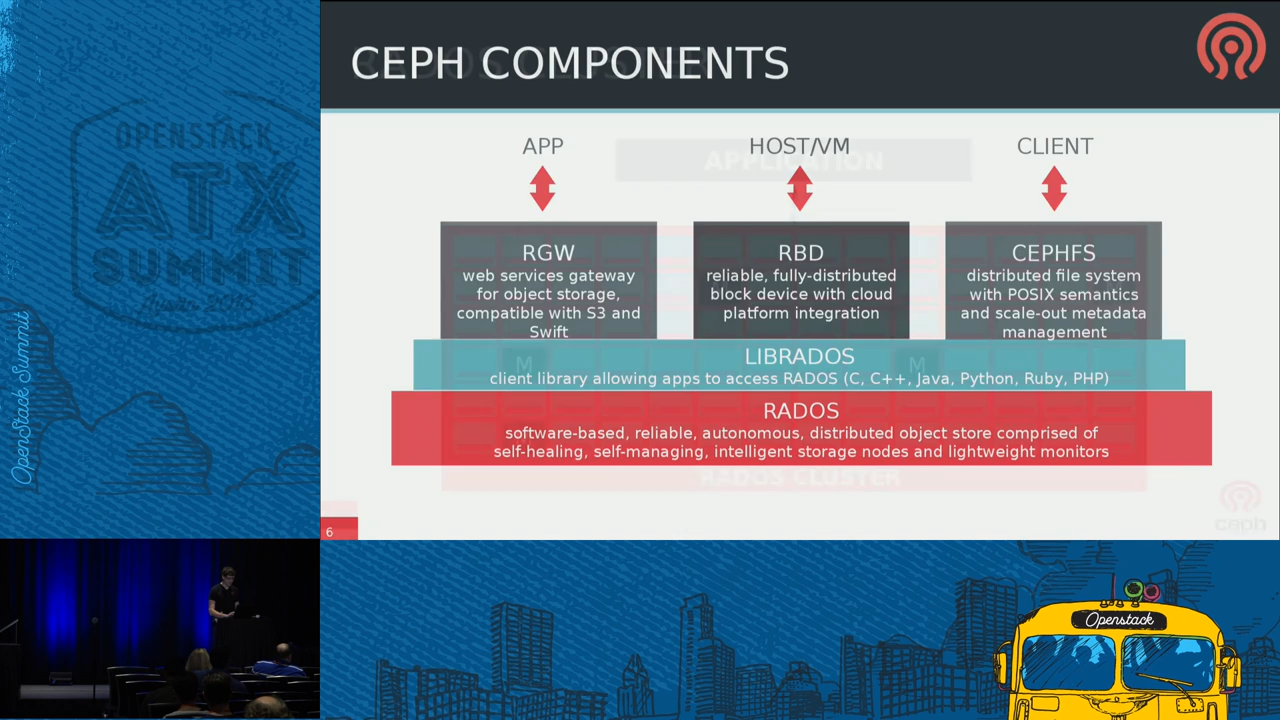 OPENSTACK
ATX
SUMMIT
Austin 2016
OpenStack Summit
CEPH COMPONENTS
APP
HOST/VM
CLIENT
APPLICATION
RGW
web services gateway
for object storage,
compatible with S3 and
Swift
RBD
reliable, fully-distributed
block device with cloud
platform integration
CEPHFS
distributed file system
with POSIX semantics
and scale-out metadata
management
M
M
LIBRADOS
client library allowing apps to access RADOS (C, C++, Java, Python, Ruby, PHP)
RADOS
software-based, reliable, autonomous, distributed object store comprised of
self-healing, self-managing, intelligent storage nodes and lightweight monitors
RADOS CLUSTER
ceph
6
Openstack